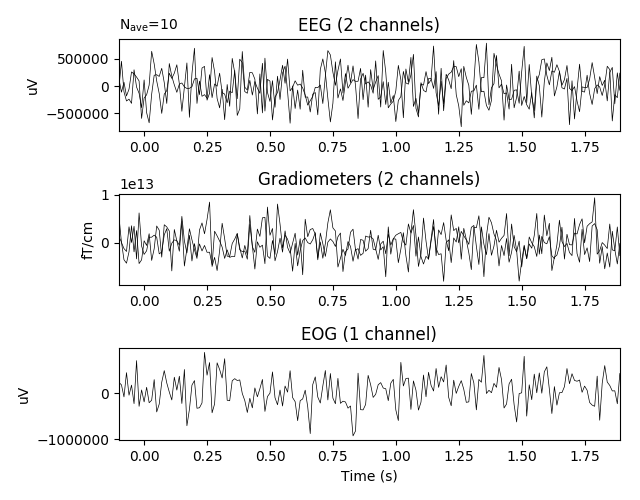 Nave=10
EEG (2 channels)
uV
500000
0
−500000
0.00 0.25 0.50 0.75 1.00 1.25 1.50 1.75
1e13
Gradiometers (2 channels)
fT/cm
1
0
0.00 0.25 0.50 0.75 1.00 1.25 1.50 1.75
EOG (1 channel)
uV
0
−1000000
0.00 0.25 0.50 0.75 1.00 1.25 1.50 1.75
Time (s)